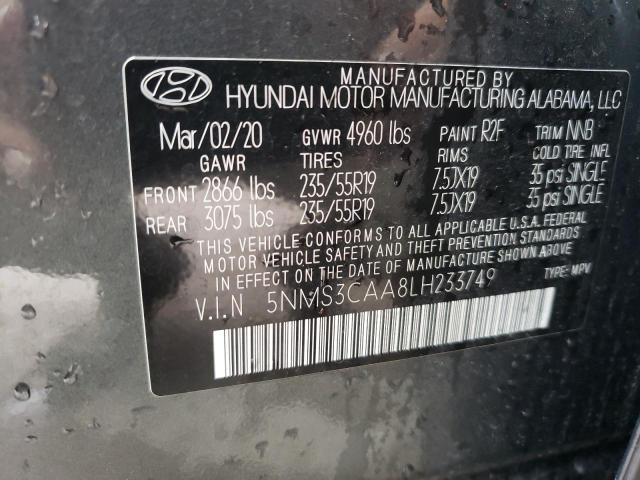 MANUFACTURED BY
HYUNDAI MOTOR MANUFACTURING ALABAMA, LLC
Mar/02/20 GVWR 4960 lbs PAINT R2F TRIM NNB
GAWR TIRES RIMS COLD TIRE INFL
FRONT 2866 lbs 235/55R19 7.5JX19 35 psi SINGLE
REAR 3075 lbs 235/55R19 7.5JX19 35 psi SINGLE
THIS VEHICLE CONFORMS TO ALL APPLICABLE U.S.A. FEDERAL
MOTOR VEHICLE SAFETY AND THEFT PREVENTION STANDARDS
IN EFFECT ON THE DATE OF MANUFACTURE SHOWN ABOVE.
V.I.N 5NMS3CAA8LH233749 TYPE: MPV